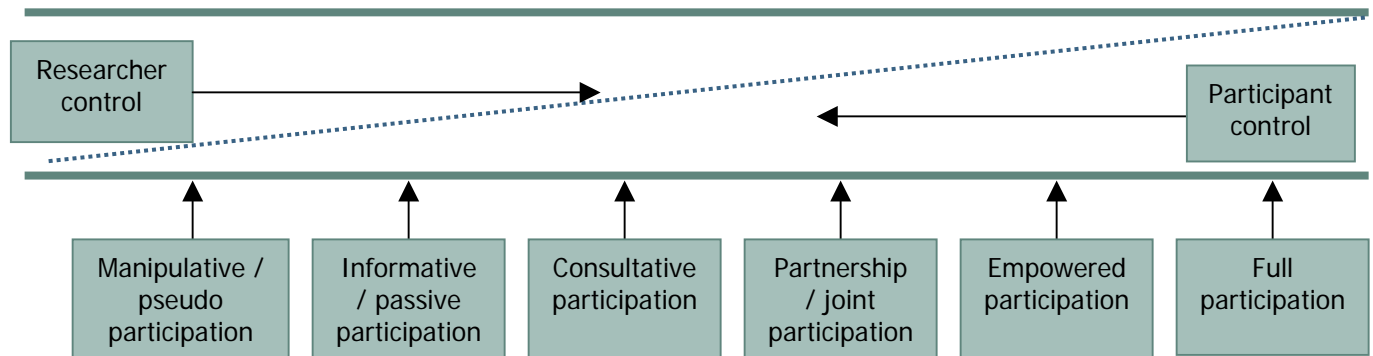 Researcher
control
Participant
control
Manipulative /
pseudo
participation
Informative
/ passive
participation
Consultative
participation
Partnership
/ joint
participation
Empowered
participation
Full
participation